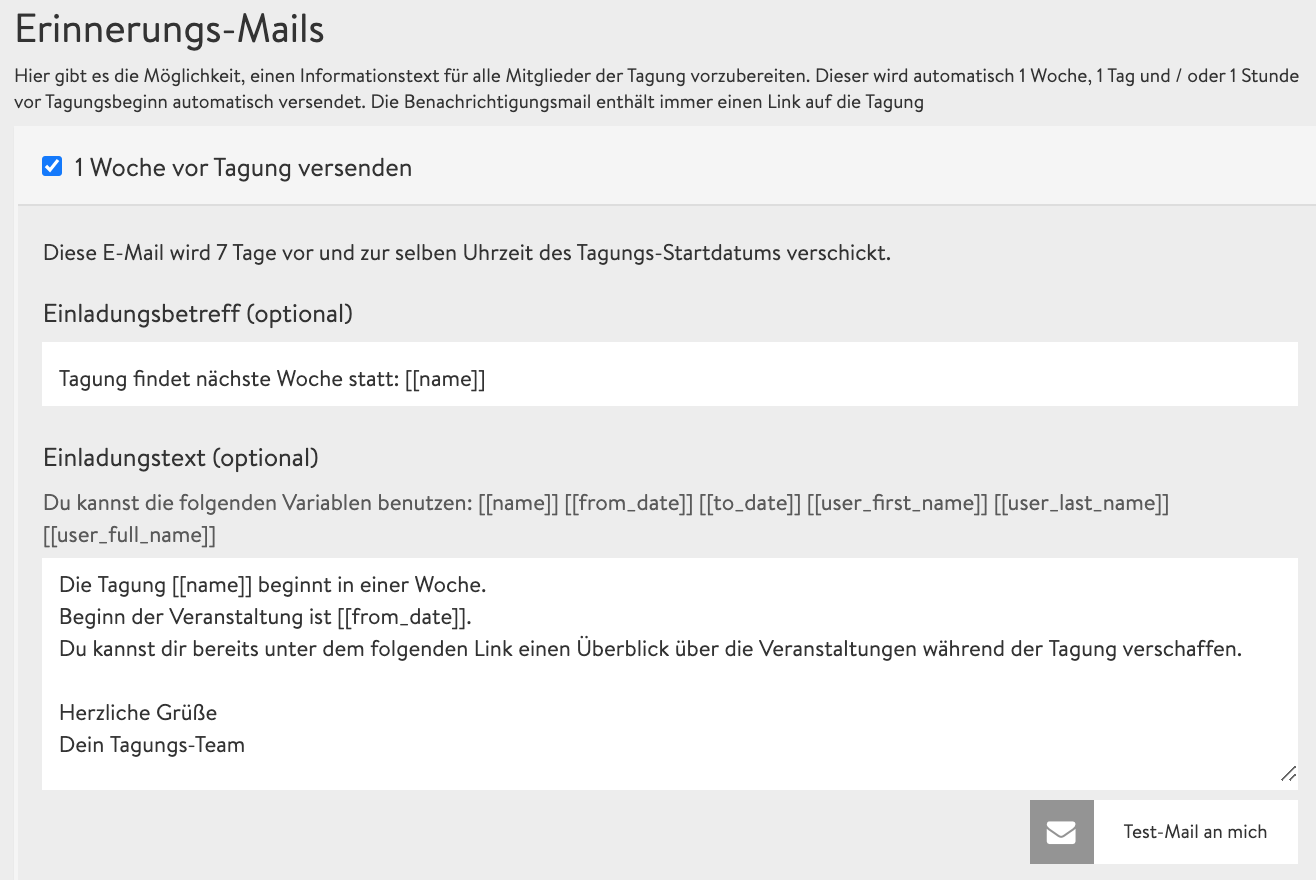 Erinnerungs-Mails
Hier gibt es die Möglichkeit, einen Informationstext für alle Mitglieder der Tagung vorzubereiten. Dieser wird automatisch 1 Woche, 1 Tag und / oder 1 Stunde
vor Tagungsbeginn automatisch versendet. Die Benachrichtigungsmail enthält immer einen Link auf die Tagung
1 Woche vor Tagung versenden
Diese E-Mail wird 7 Tage vor und zur selben Uhrzeit des Tagungs-Startdatums verschickt.
Einladungsbetreff (optional)
Tagung findet nächste Woche statt: [[name]]
Einladungstext (optional)
Du kannst die folgenden Variablen benutzen: [[name]] [[from_date]] [[to_date]] [[user_first_name]] [[user_last_name]]
[[user_full_name]]
Die Tagung [[name]] beginnt in einer Woche.
Beginn der Veranstaltung ist [[from_date]].
Du kannst dir bereits unter dem folgenden Link einen Überblick über die Veranstaltungen während der Tagung verschaffen.
Herzliche Grüße
Dein Tagungs-Team
Test-Mail an mich